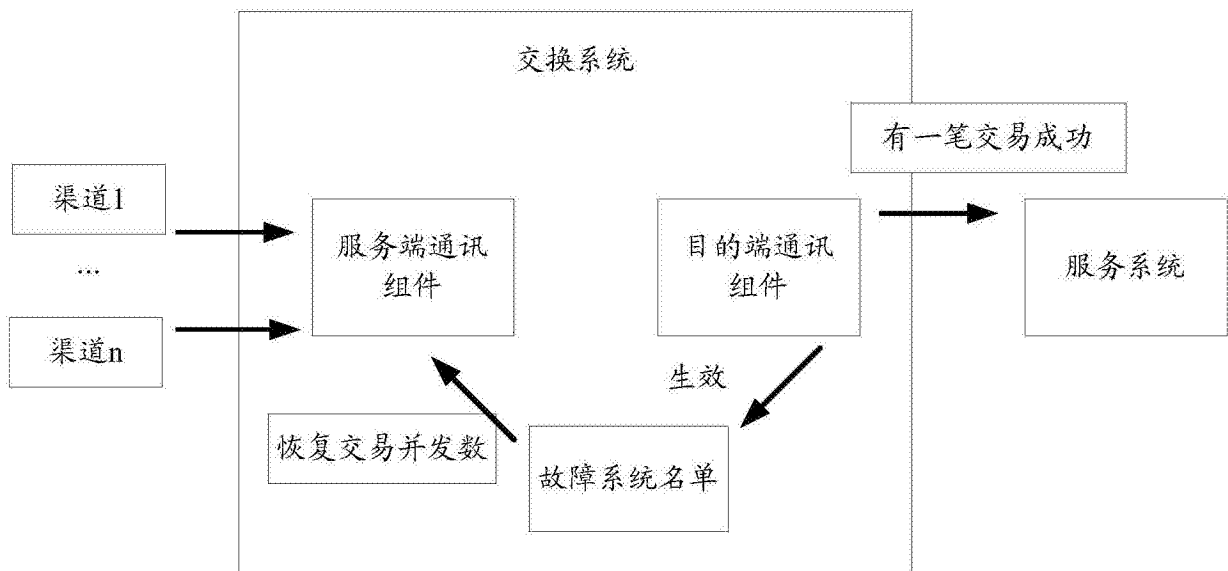 交换系统
有一笔交易成功
渠道1
...
渠道n
服务端通讯
组件
目的端通讯
组件
服务系统
生效
恢复交易并发数
故障系统名单